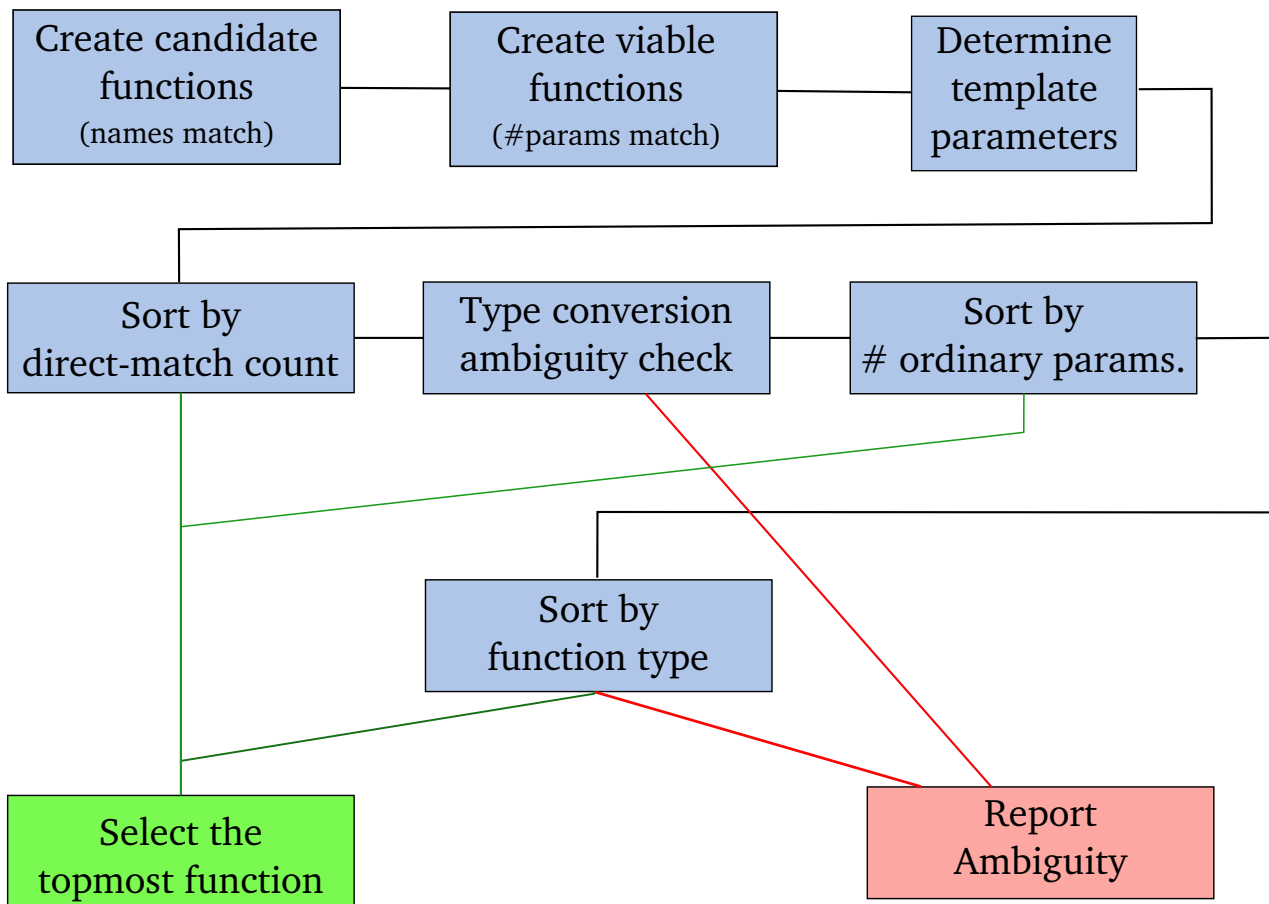 Create candidate
functions
(names match)
Create viable
functions
(#params match)
Determine
template
parameters
Sort by
direct-match count
Type conversion
ambiguity check
Sort by
# ordinary params.
Sort by
function type
Select the
topmost function
Report
Ambiguity